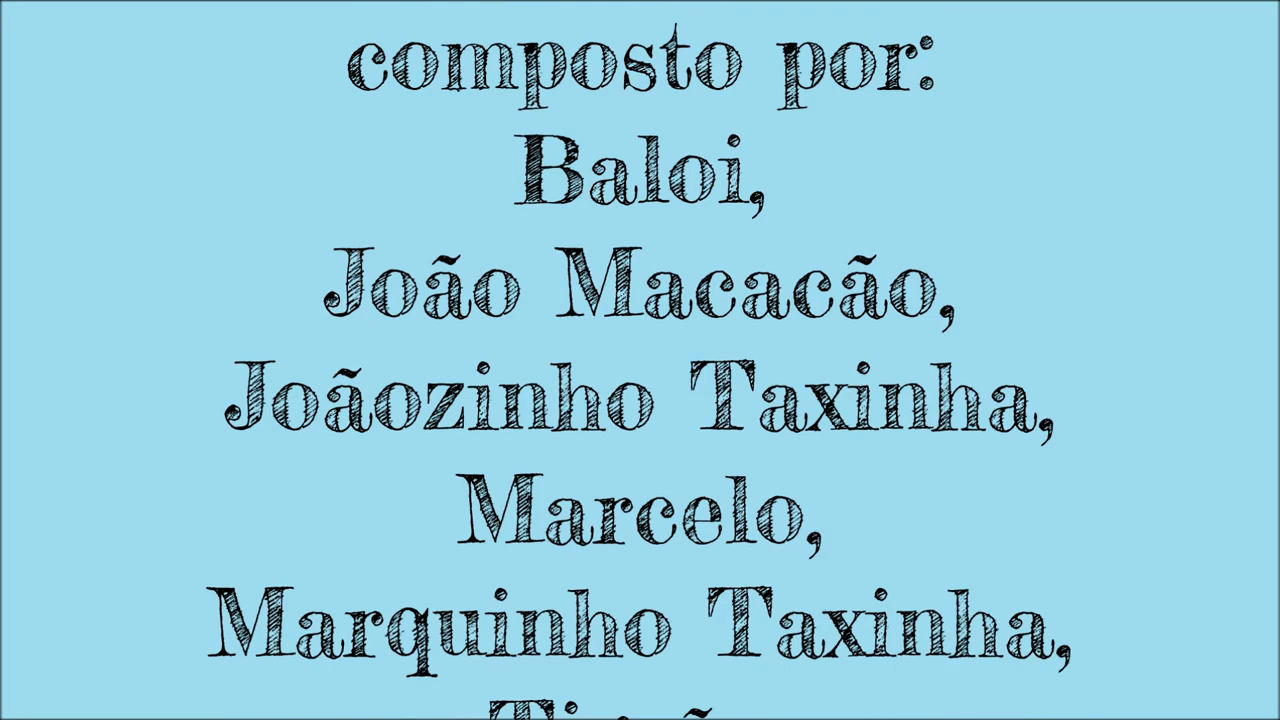 composto por:
Baloi,
João Macacão,
Joãozinho Taxinha,
Marcelo,
Marquinho Taxinha,